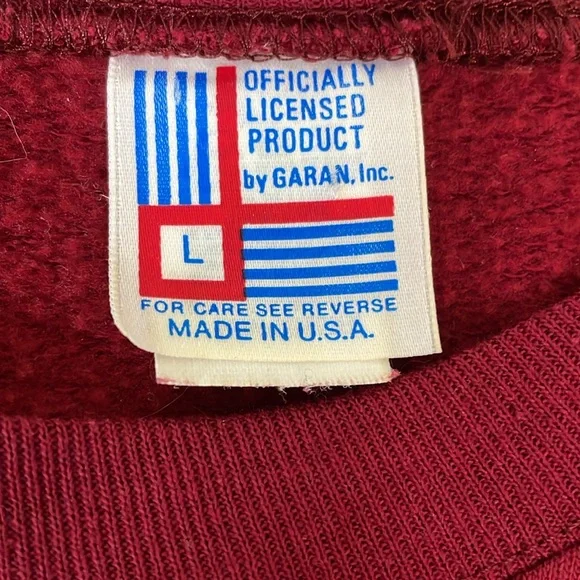 OFFICIALLY
LICENSED
PRODUCT
by GARAN, Inc.
L
FOR CARE SEE REVERSE
MADE IN U.S.A.